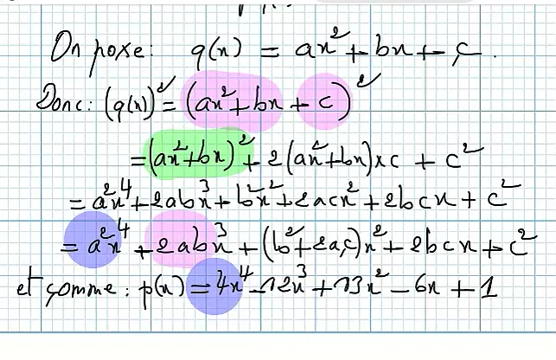 On pose: q(x) = ax² + bx + c.
Donc: (q(x))² = (ax² + bx + c)²
= (ax² + bx)² + 2(ax² + bx)×c + c²
= a²x⁴ + 2abx³ + b²x² + 2acx² + 2bcx + c²
= a²x⁴ + 2abx³ + (b² + 2ac)x² + 2bcx + c²
et comme: p(x) = 4x⁴ - 12x³ + 13x² - 6x + 1